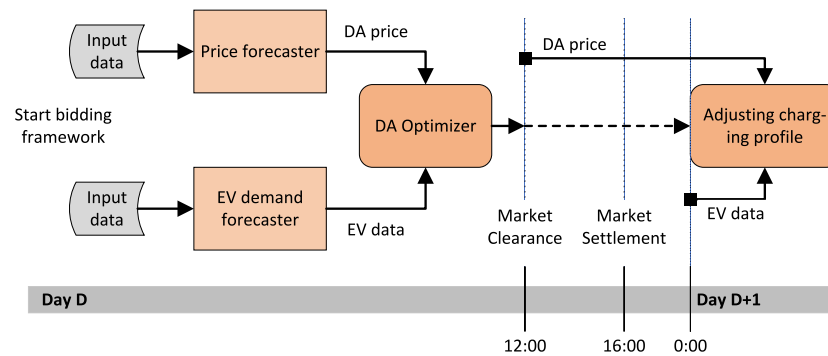 Input
data
Price forecaster
DA price
DA price
Start bidding
framework
DA Optimizer
Adjusting charg-
ing profile
Input
data
EV demand
forecaster
EV data
Market
Clearance
Market
Settlement
EV data
Day D
Day D+1
12:00
16:00
0:00